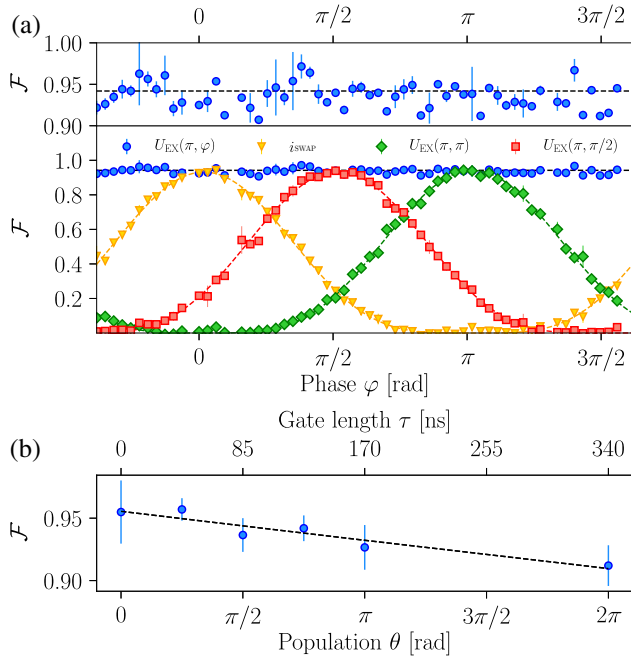 (a)
0 π/2 π 3π/2
1.00
0.95
0.90
F
U_EX(π, φ) iSWAP U_EX(π, π) U_EX(π, π/2)
1.0
0.8
0.6
0.4
0.2
F
0 π/2 π 3π/2
Phase φ [rad]
Gate length τ [ns]
(b)
0 85 170 255 340
0.95
0.90
F
0 π/2 π 3π/2 2π
Population θ [rad]